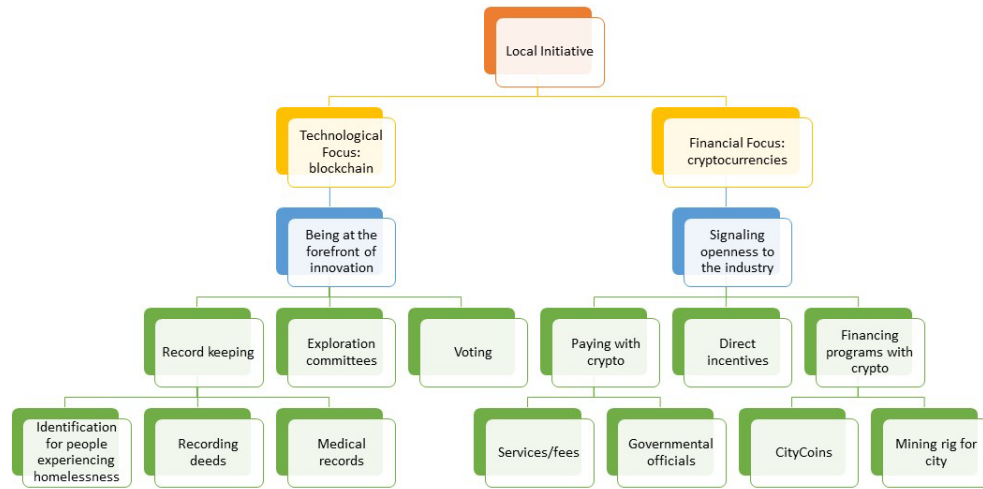 Local Initiative
Technological
Focus:
blockchain
Financial Focus:
cryptocurrencies
Being at the
forefront of
innovation
Signaling
openness to
the industry
Record keeping
Exploration
committees
Voting
Paying with
crypto
Direct
incentives
Financing
programs with
crypto
Identification
for people
experiencing
homelessness
Recording
deeds
Medical
records
Services/fees
Governmental
officials
CityCoins
Mining rig for
city